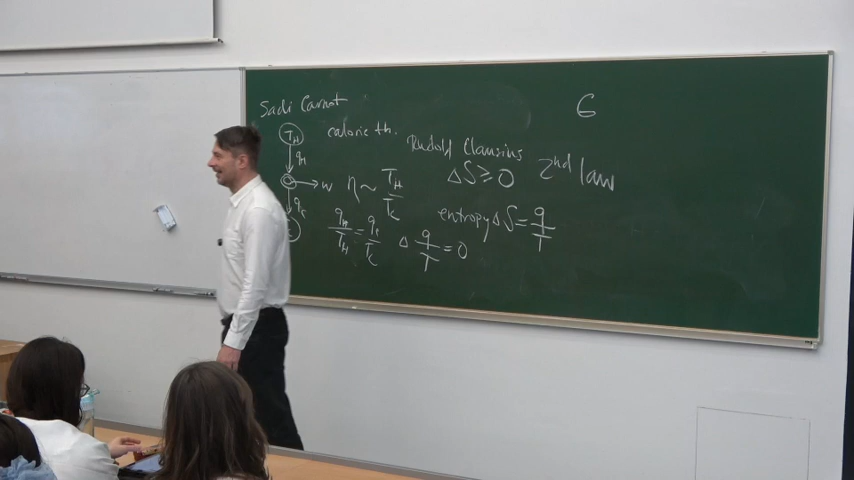 Sadi Carnot
6
T_H
caloric th.
q_H
Rudolf Clausius
ΔS ≥ 0 2nd law
w
η ~ T_H / T_C
q_c
q_H / T_H = q_c / T_C
Δ q / T = 0
entropy ΔS = q / T